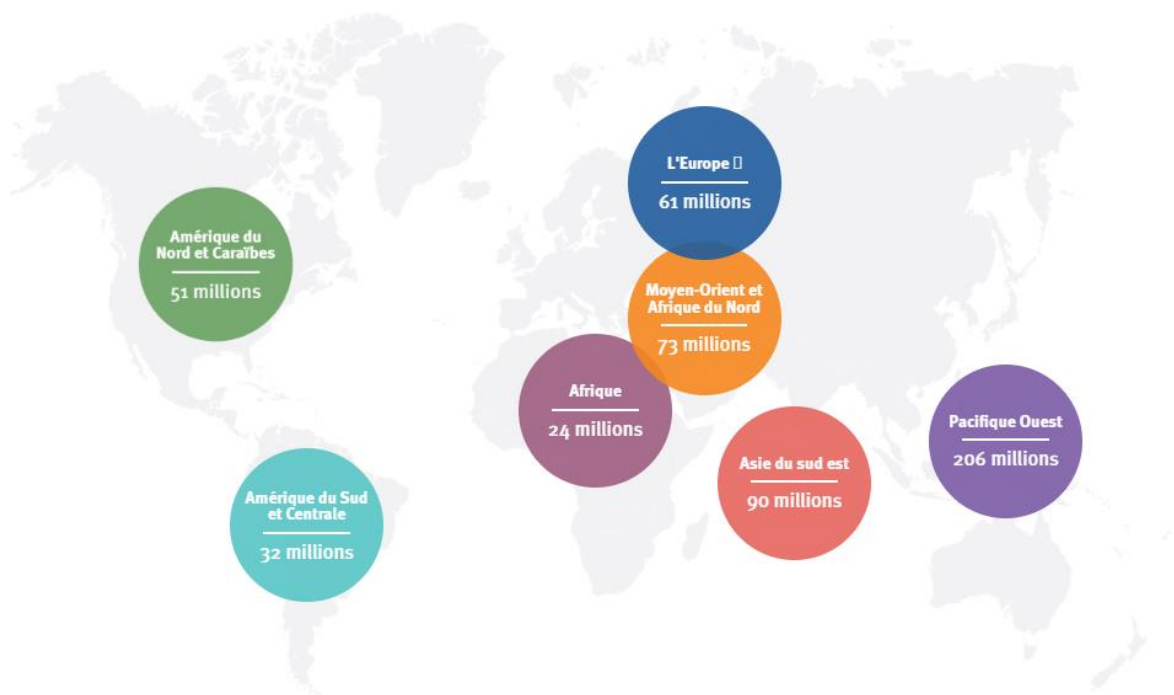 L'Europe
61 millions
Amérique du
Nord et Caraïbes
51 millions
Moyen-Orient et
Afrique du Nord
73 millions
Afrique
24 millions
Pacifique Ouest
206 millions
Asie du sud est
90 millions
Amérique du Sud
et Centrale
32 millions